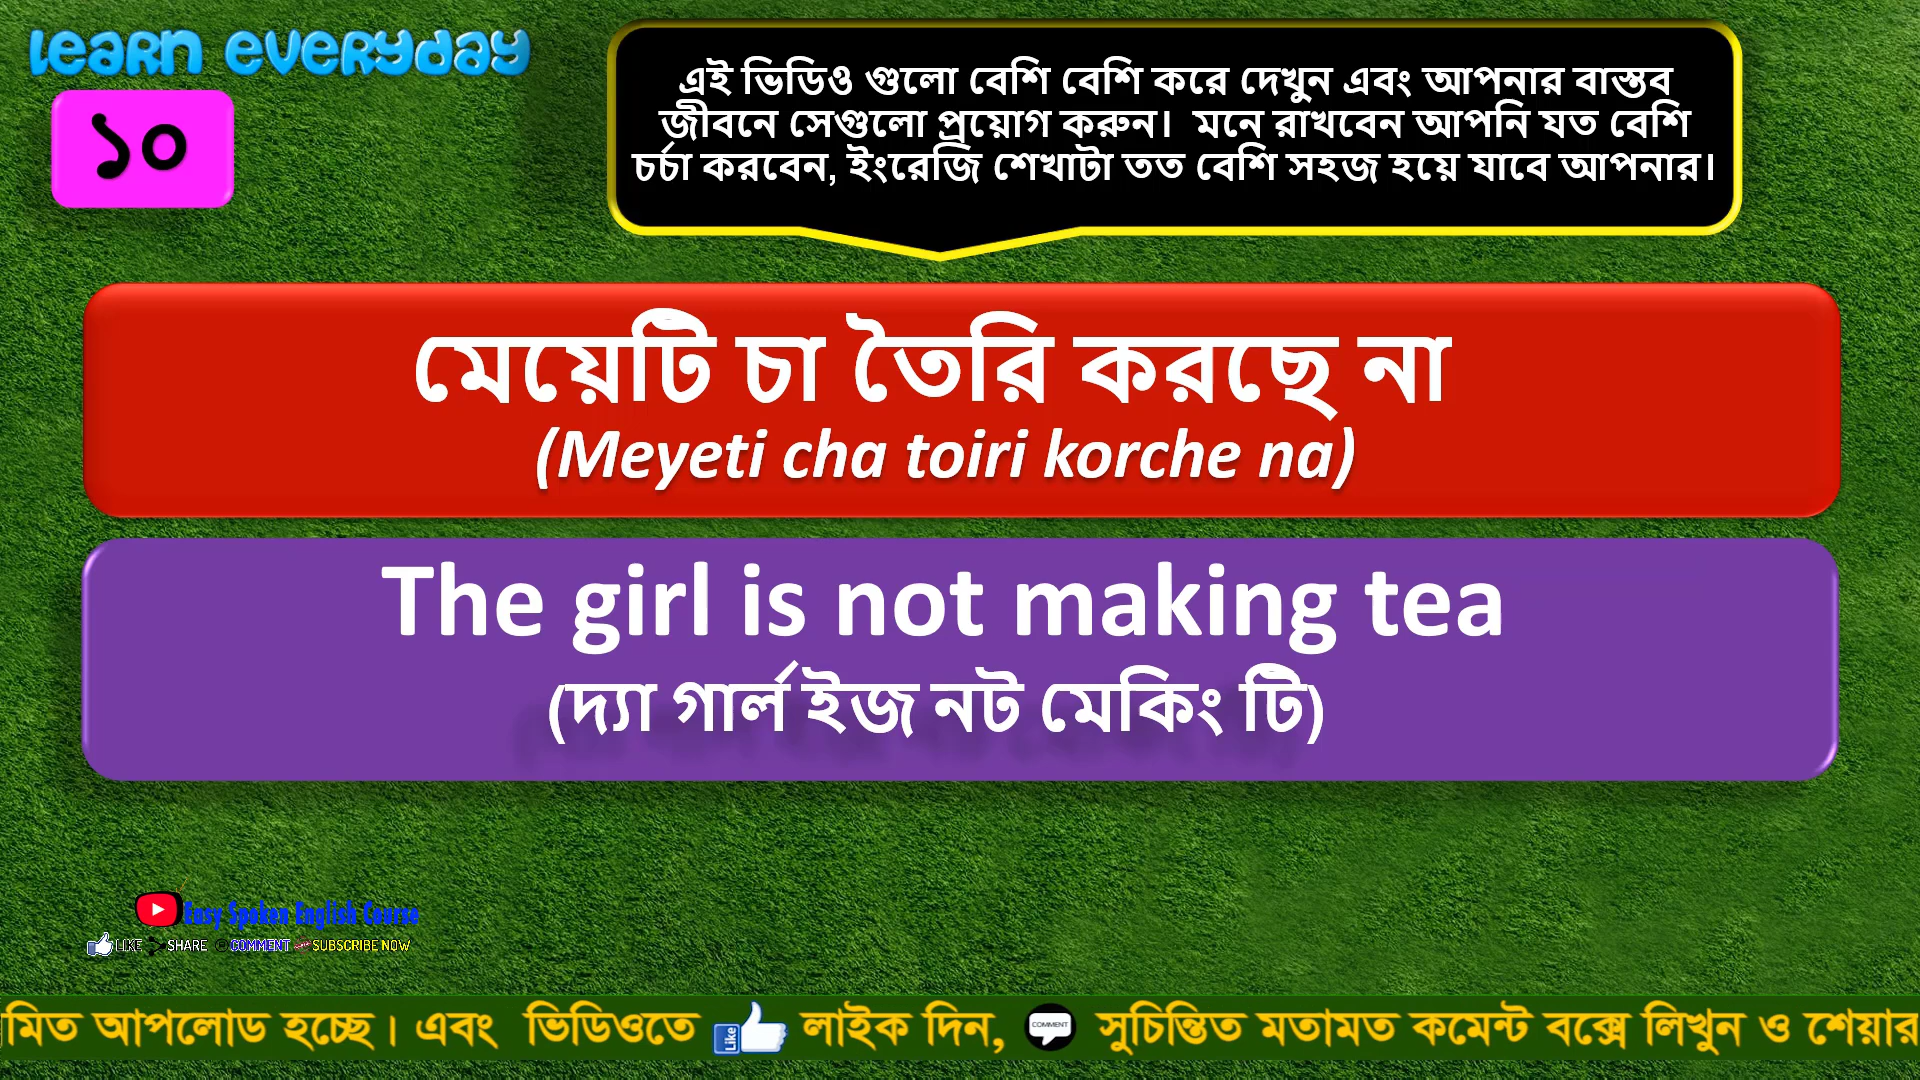 LEARN EVERYDAY
১০
এই ভিডিও গুলো বেশি বেশি করে দেখুন এবং আপনার বাস্তব
জীবনে সেগুলো প্রয়োগ করুন। মনে রাখবেন আপনি যত বেশি
চর্চা করবেন, ইংরেজি শেখাটা তত বেশি সহজ হয়ে যাবে আপনার।
মেয়েটি চা তৈরি করছে না
(Meyeti cha toiri korche na)
The girl is not making tea
(দ্যা গার্ল ইজ নট মেকিং টি)
Easy Spoken English Course
LIKE SHARE COMMENT SUBSCRIBE NOW
মিত আপলোড হচ্ছে। এবং ভিডিওতে Like লাইক দিন, COMMENT সুচিন্তিত মতামত কমেন্ট বক্সে লিখুন ও শেয়ার